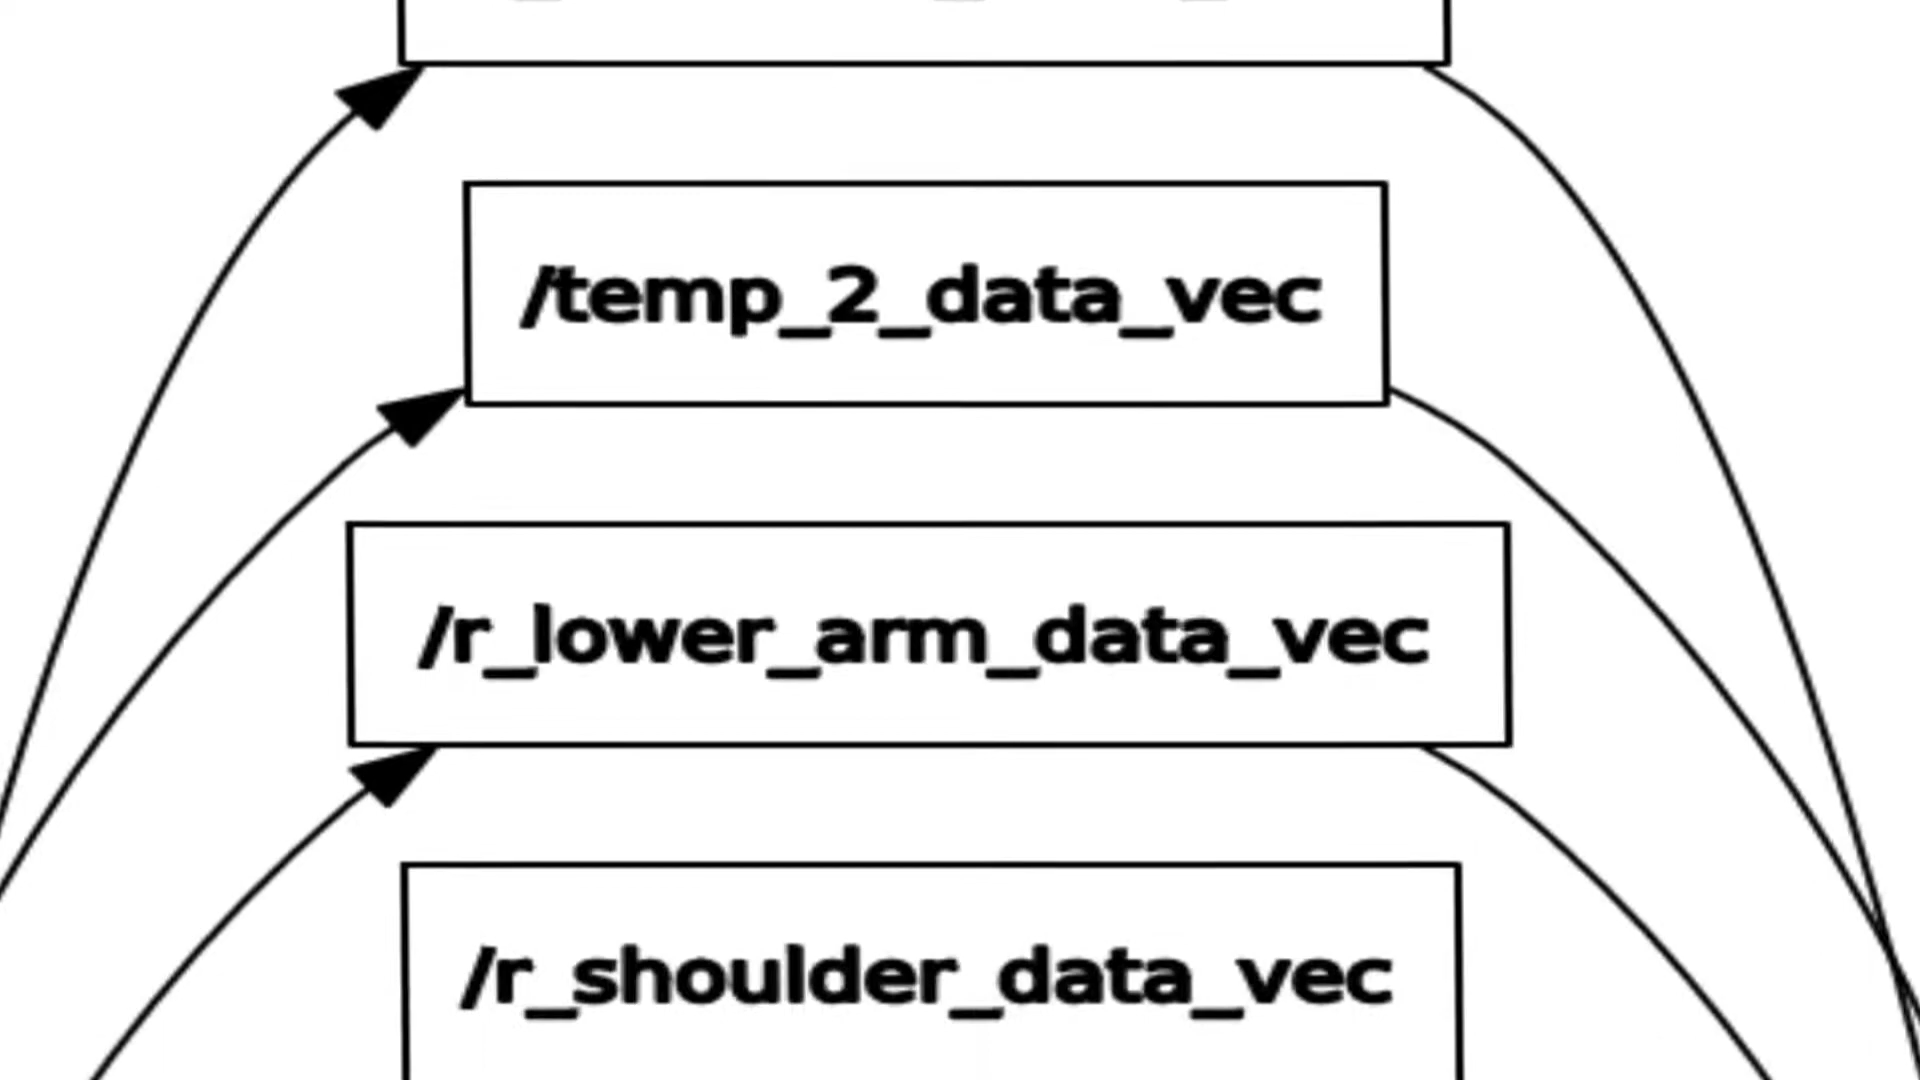 /temp_2_data_vec
/r_lower_arm_data_vec
/r_shoulder_data_vec